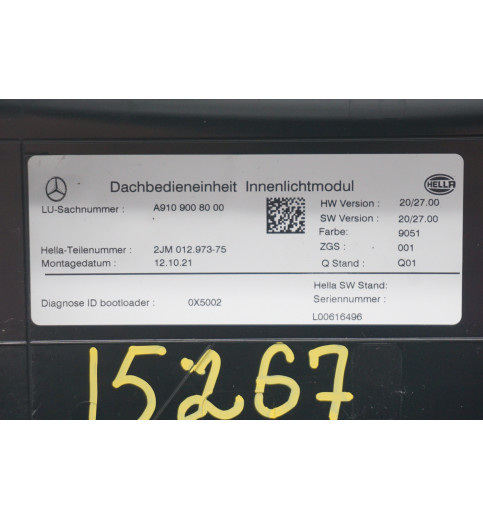 Dachbedieneinheit Innenlichtmodul
HELLA
LU-Sachnummer : A910 900 80 00
HW Version : 20/27.00
SW Version : 20/27.00
Farbe: 9051
Hella-Teilenummer : 2JM 012.973-75
ZGS : 001
Montagedatum : 12.10.21
Q Stand : Q01
Hella SW Stand:
Diagnose ID bootloader : 0X5002
Seriennummer :
L00616496
15267